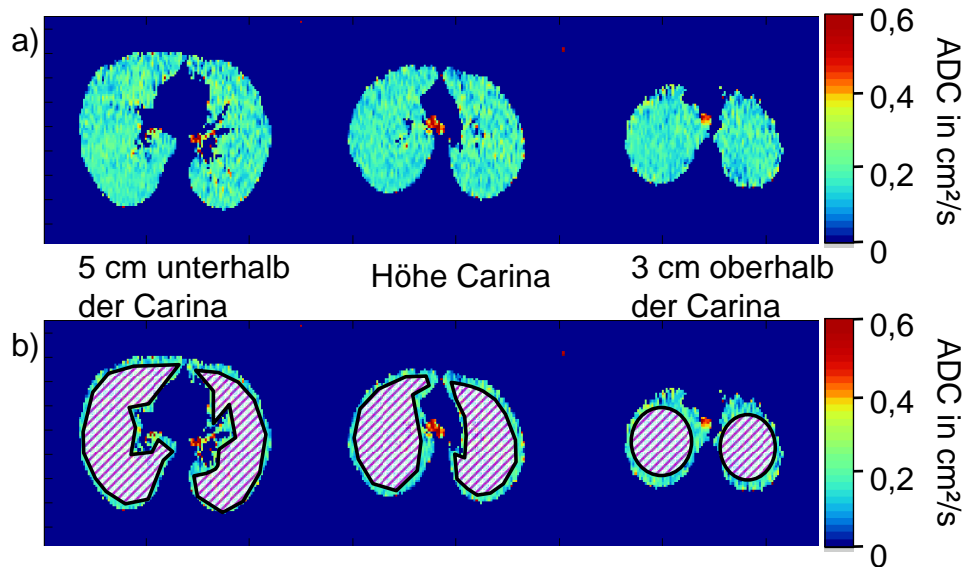 a)
0,6
0,4
0,2
0
ADC in cm²/s
5 cm unterhalb
der Carina
Höhe Carina
3 cm oberhalb
der Carina
b)
0,6
0,4
0,2
0
ADC in cm²/s